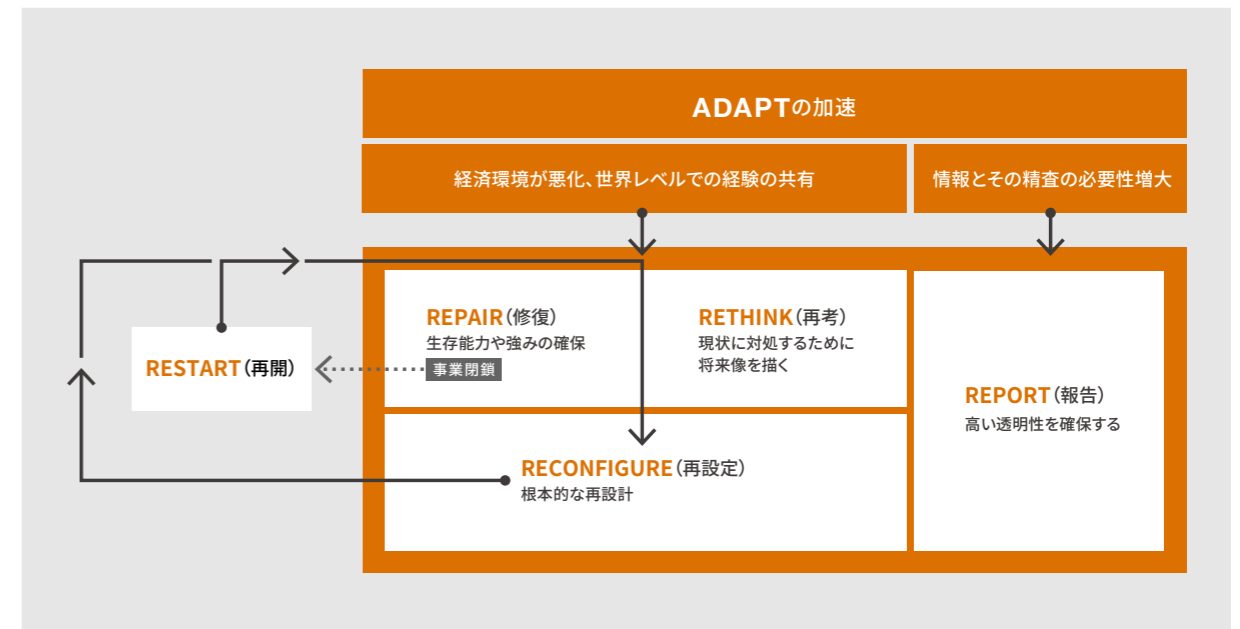 ADAPTの加速
経済環境が悪化、世界レベルでの経験の共有
情報とその精査の必要性増大
RESTART(再開)
REPAIR(修復)
生存能力や強みの確保
事業閉鎖
RETHINK(再考)
現状に対処するために
将来像を描く
RECONFIGURE(再設定)
根本的な再設計
REPORT(報告)
高い透明性を確保する